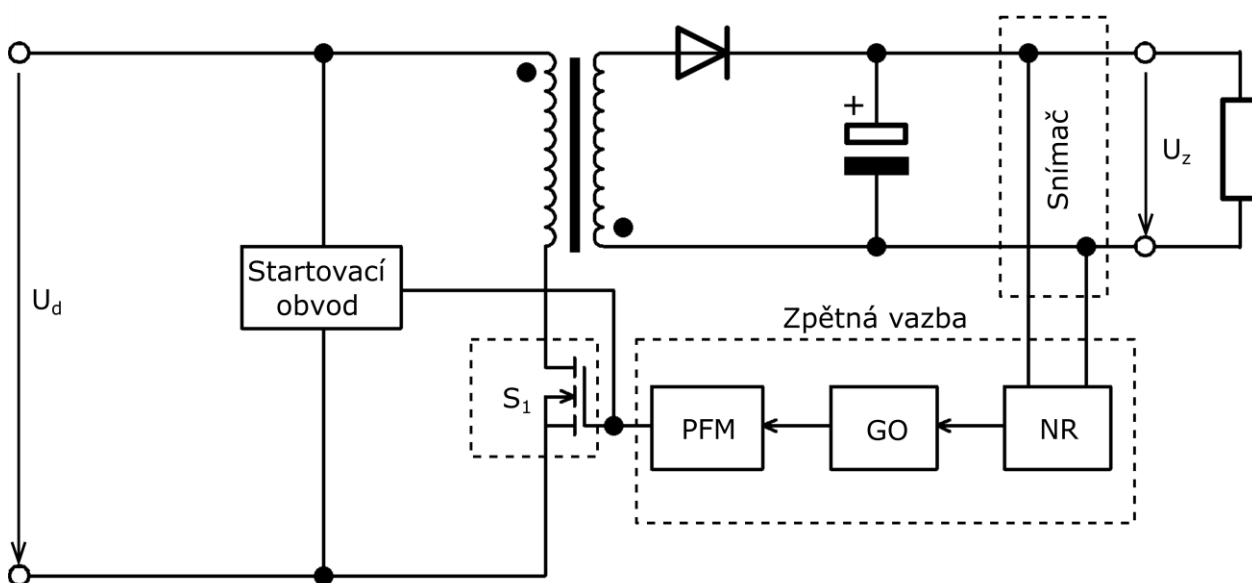 +
Snímač
U_z
Startovací
obvod
U_d
Zpětná vazba
S_1
PFM
GO
NR